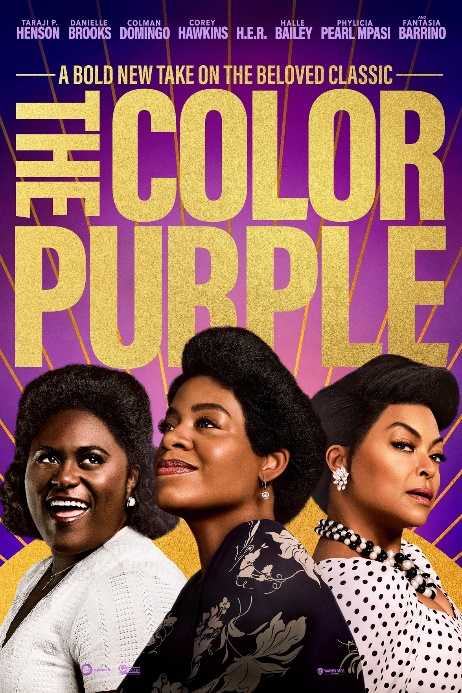 TARAJI P. HENSON DANIELLE BROOKS COLMAN DOMINGO COREY HAWKINS H.E.R. HALLE BAILEY PHYLICIA PEARL MPASI AND FANTASIA BARRINO
A BOLD NEW TAKE ON THE BELOVED CLASSIC
THE COLOR
PURPLE